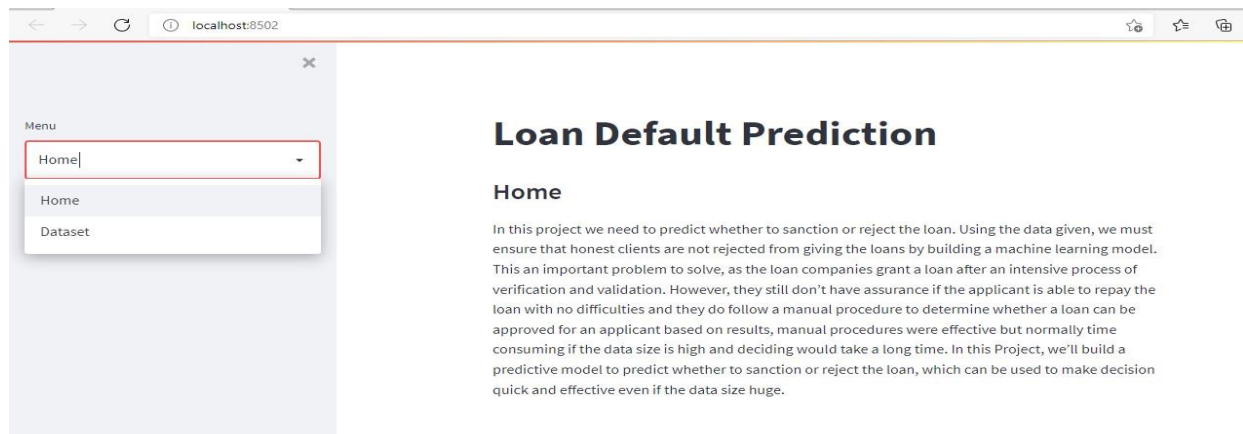 localhost:8502
Menu
Home
Home
Dataset
Loan Default Prediction
Home
In this project we need to predict whether to sanction or reject the loan. Using the data given, we must
ensure that honest clients are not rejected from giving the loans by building a machine learning model.
This an important problem to solve, as the loan companies grant a loan after an intensive process of
verification and validation. However, they still don’t have assurance if the applicant is able to repay the
loan with no difficulties and they do follow a manual procedure to determine whether a loan can be
approved for an applicant based on results, manual procedures were effective but normally time
consuming if the data size is high and deciding would take a long time. In this Project, we’ll build a
predictive model to predict whether to sanction or reject the loan, which can be used to make decision
quick and effective even if the data size huge.